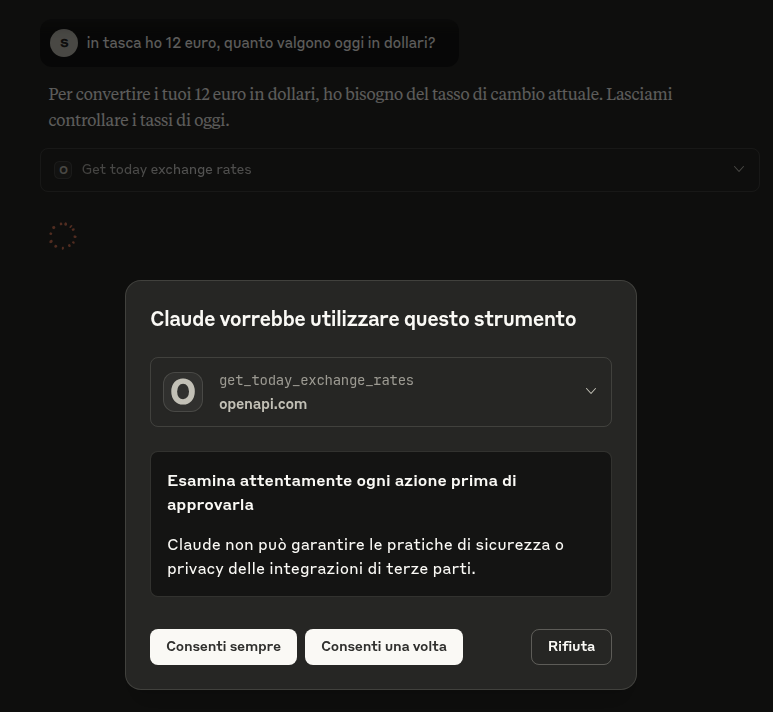 S in tasca ho 12 euro, quanto valgono oggi in dollari?
Per convertire i tuoi 12 euro in dollari, ho bisogno del tasso di cambio attuale. Lasciami
controllare i tassi di oggi.
Get today exchange rates
Claude vorrebbe utilizzare questo strumento
get_today_exchange_rates
openapi.com
Esamina attentamente ogni azione prima di
approvarla
Claude non può garantire le pratiche di sicurezza o
privacy delle integrazioni di terze parti.
Consenti sempre Consenti una volta Rifiuta